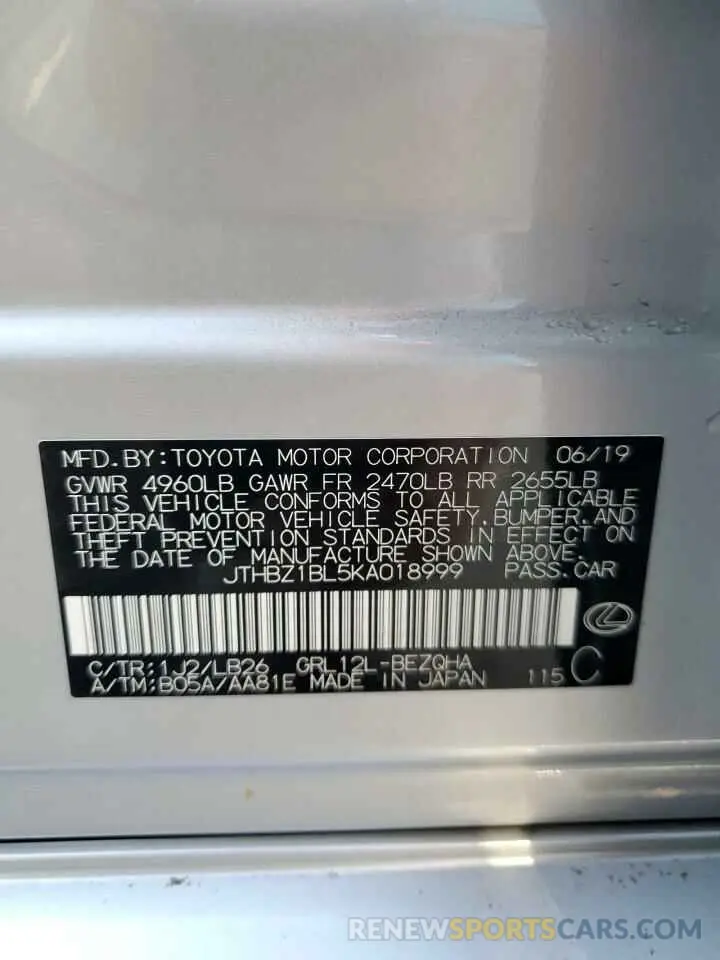 MFD.BY:TOYOTA MOTOR CORPORATION 06/19
GVWR 4960LB GAWR FR 2470LB RR 2655LB
THIS VEHICLE CONFORMS TO ALL APPLICABLE
FEDERAL MOTOR VEHICLE SAFETY,BUMPER,AND
THEFT PREVENTION STANDARDS IN EFFECT ON
THE DATE OF MANUFACTURE SHOWN ABOVE.
JTHBZ1BL5KA018999 PASS.CAR
C/TR:1J2/LB26 GRL12L-BEZQHA
A/TM:B05A/AA81E MADE IN JAPAN 115 C
RENEWSPORTSCARS.COM